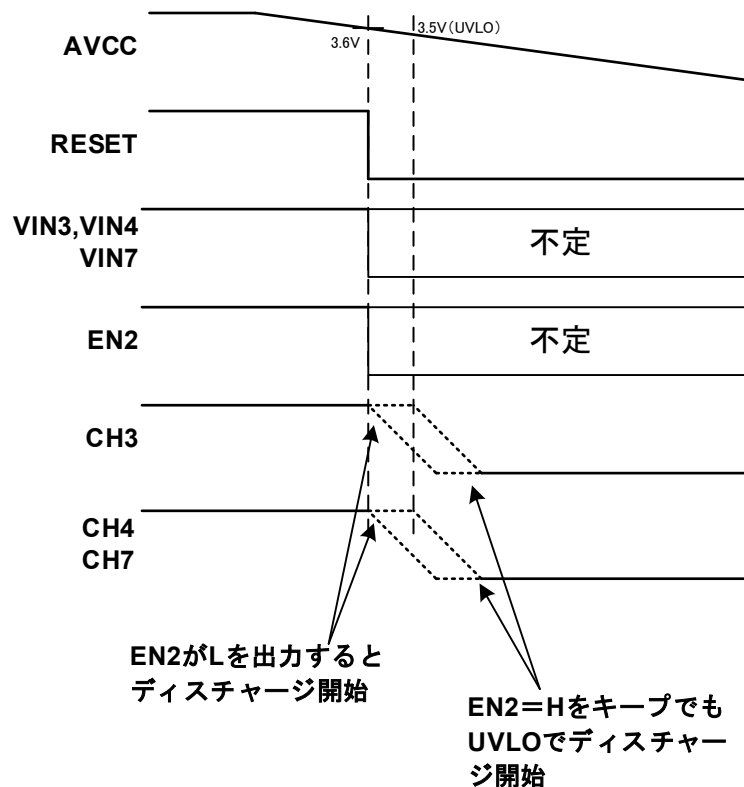 AVCC
3.6V
3.5V(UVLO)
RESET
VIN3,VIN4
VIN7
不定
EN2
不定
CH3
CH4
CH7
EN2がLを出力すると
ディスチャージ開始
EN2=Hをキープでも
UVLOでディスチャー
ジ開始